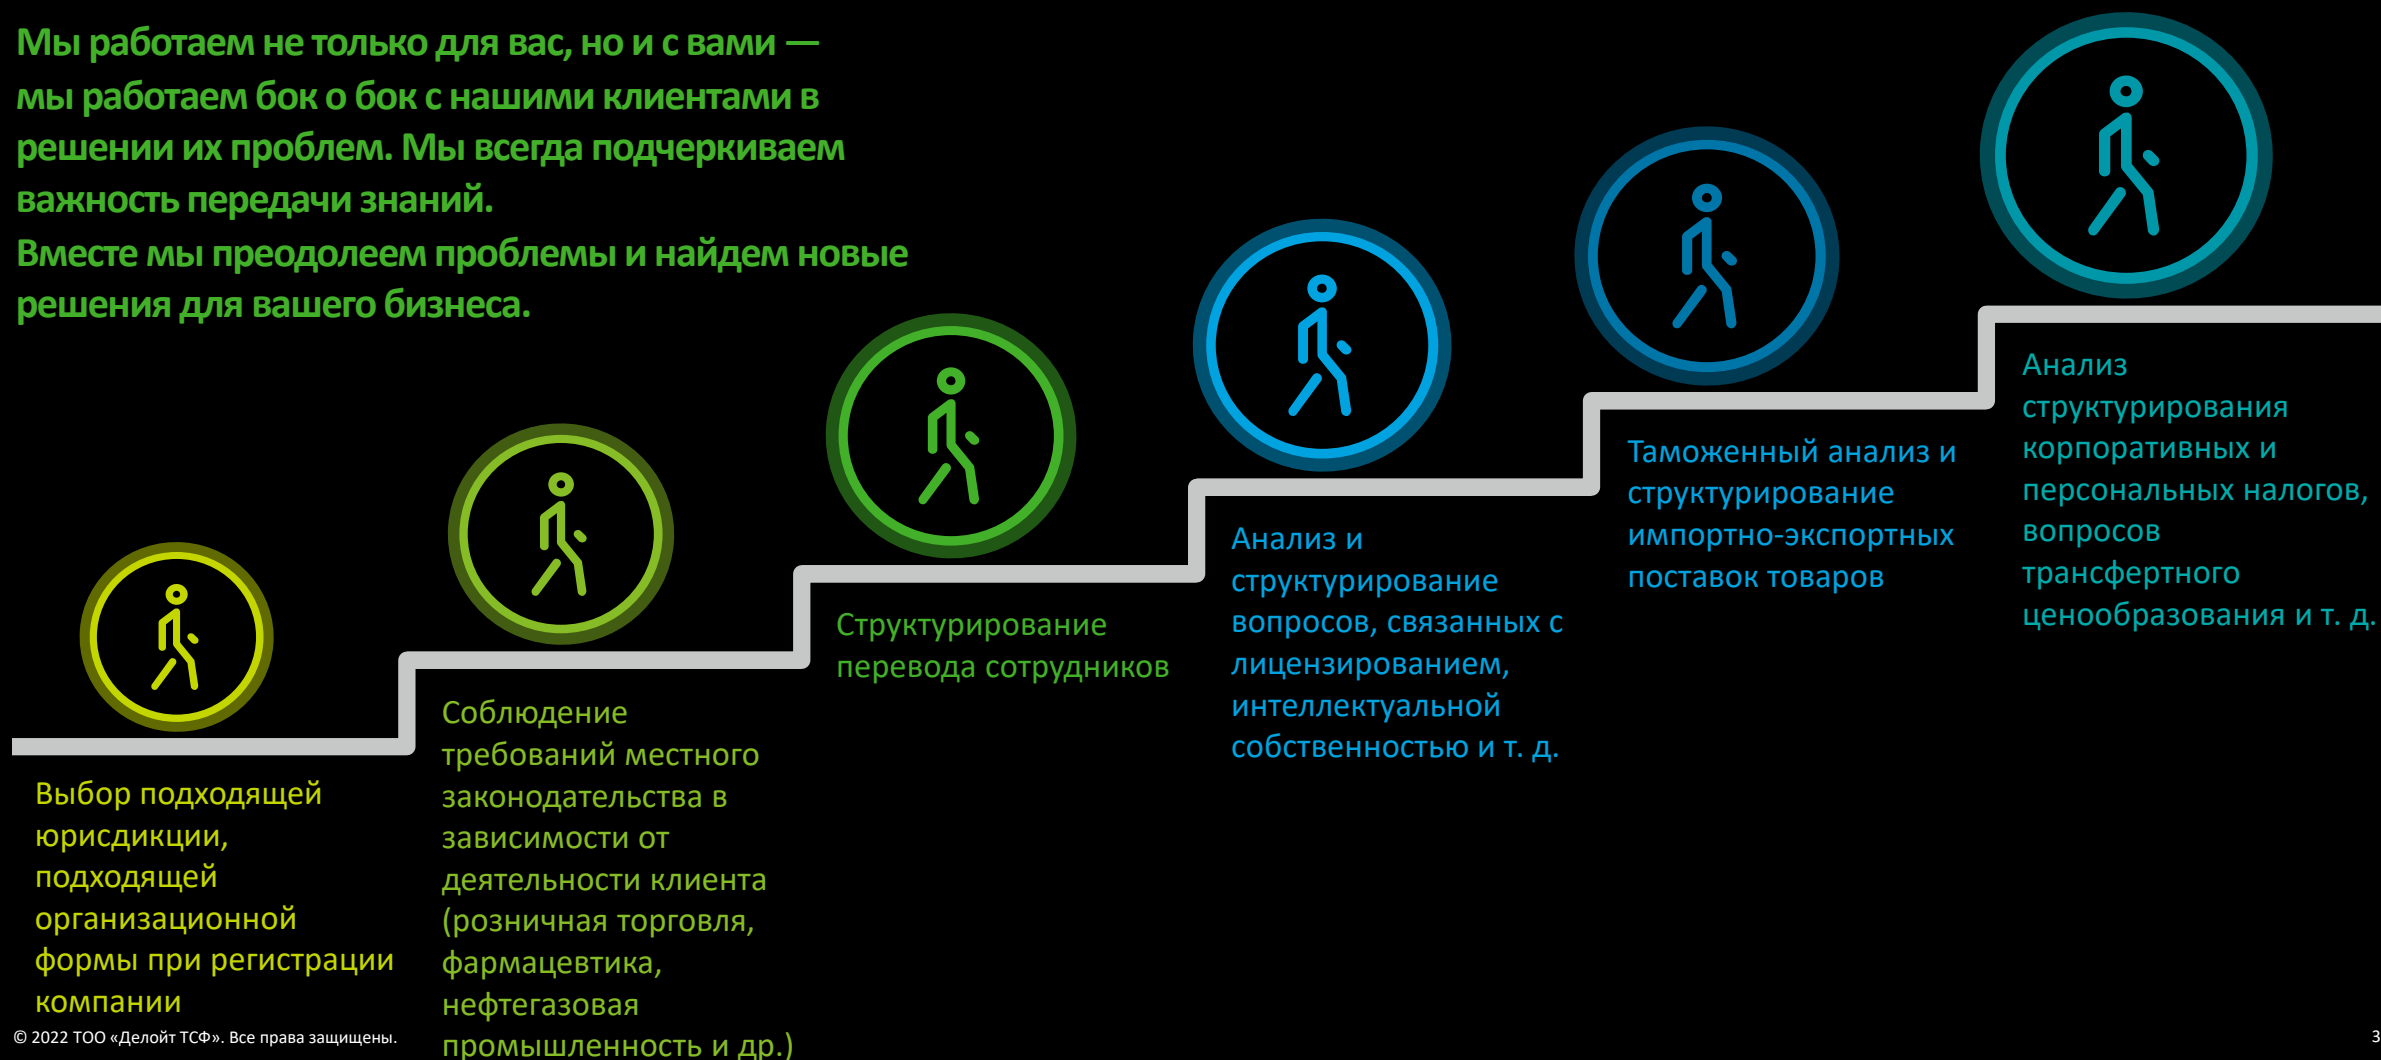 Мы работаем не только для вас, но и с вами —
мы работаем бок о бок с нашими клиентами в
решении их проблем. Мы всегда подчеркиваем
важность передачи знаний.
Вместе мы преодолеем проблемы и найдем новые
решения для вашего бизнеса.
Выбор подходящей
юрисдикции,
подходящей
организационной
формы при регистрации
компании
Соблюдение
требований местного
законодательства в
зависимости от
деятельности клиента
(розничная торговля,
фармацевтика,
нефтегазовая
промышленность и др.)
Структурирование
перевода сотрудников
Анализ и
структурирование
вопросов, связанных с
лицензированием,
интеллектуальной
собственностью и т. д.
Таможенный анализ и
структурирование
импортно-экспортных
поставок товаров
Анализ
структурирования
корпоративных и
персональных налогов,
вопросов
трансфертного
ценообразования и т. д.
© 2022 ТОО «Делойт ТСФ». Все права защищены.
3